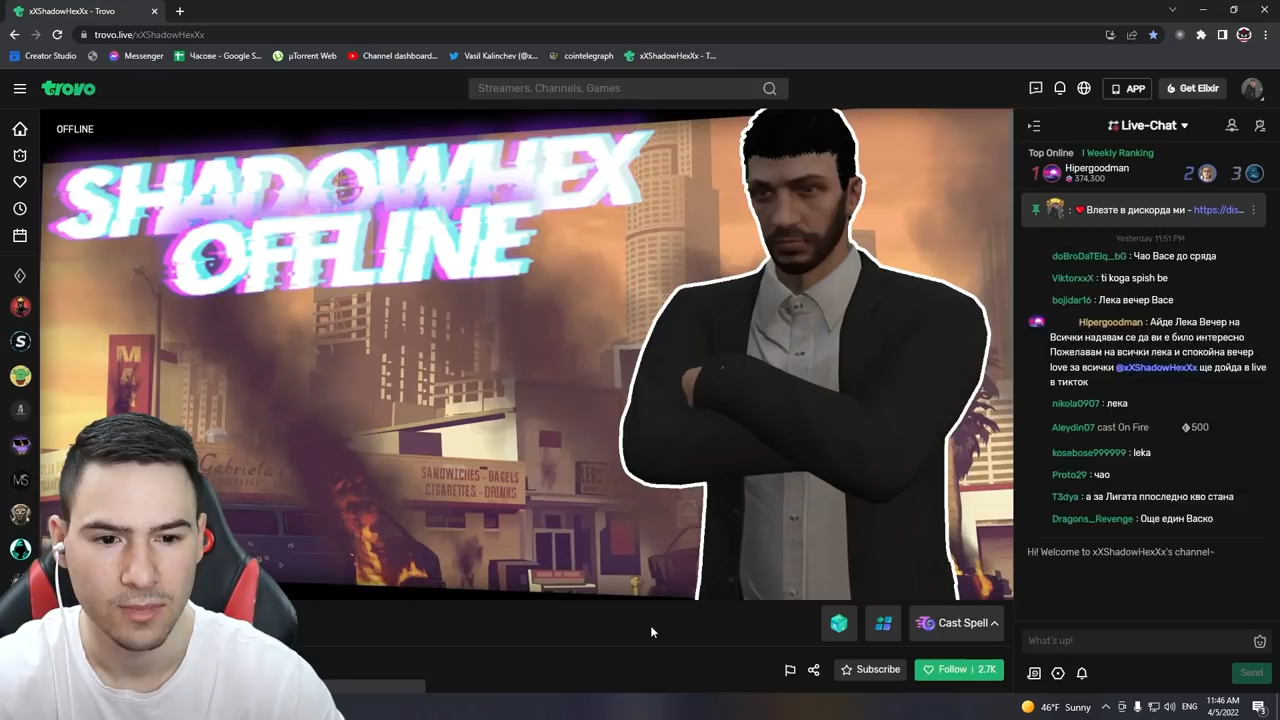 xXShadowHexXx - Trovo
trovo.live/xXShadowHexXx
Creator Studio
Messenger
Часове - Google S...
µTorrent Web
Channel dashboard...
Vasil Kalinchev (@x...
cointelegraph
xXShadowHexXx - T...
trovo
Streamers, Channels, Games
APP
Get Elixir
OFFLINE
SHADOWHEX
OFFLINE
SANDWICHES - BAGELS
CIGARETTES - DRINKS
Gabriela
MS
Cast Spell
Subscribe
Follow | 2.7K
Live-Chat
Top Online | Weekly Ranking
1 Hipergoodman 2 3
374,300
: ❤️ Влезте в дискорда ми - https://dis...
Yesterday 11:51 PM
doBroDaTEIq_bG : Чао Васе до сряда
ViktorxxX : ti koga spish be
bojidar16 : Лека вечер Васе
Hipergoodman : Айде Лека Вечер на
Всички надявам се да ви е било интересно
Пожелавам на всички лека и спокойна вечер
love за всички @xXShadowHexXx ще дойда в live
в тикток
nikola0907 : лека
Aleydin07 cast On Fire 500
kosebose999999 : leka
Proto29 : чао
T3dya : а за Лигата ппоследно кво стана
Dragons_Revenge : Още един Васко
Hi! Welcome to xXShadowHexXx's channel~
What's up!
Send
46°F Sunny
ENG
11:46 AM
4/5/2022